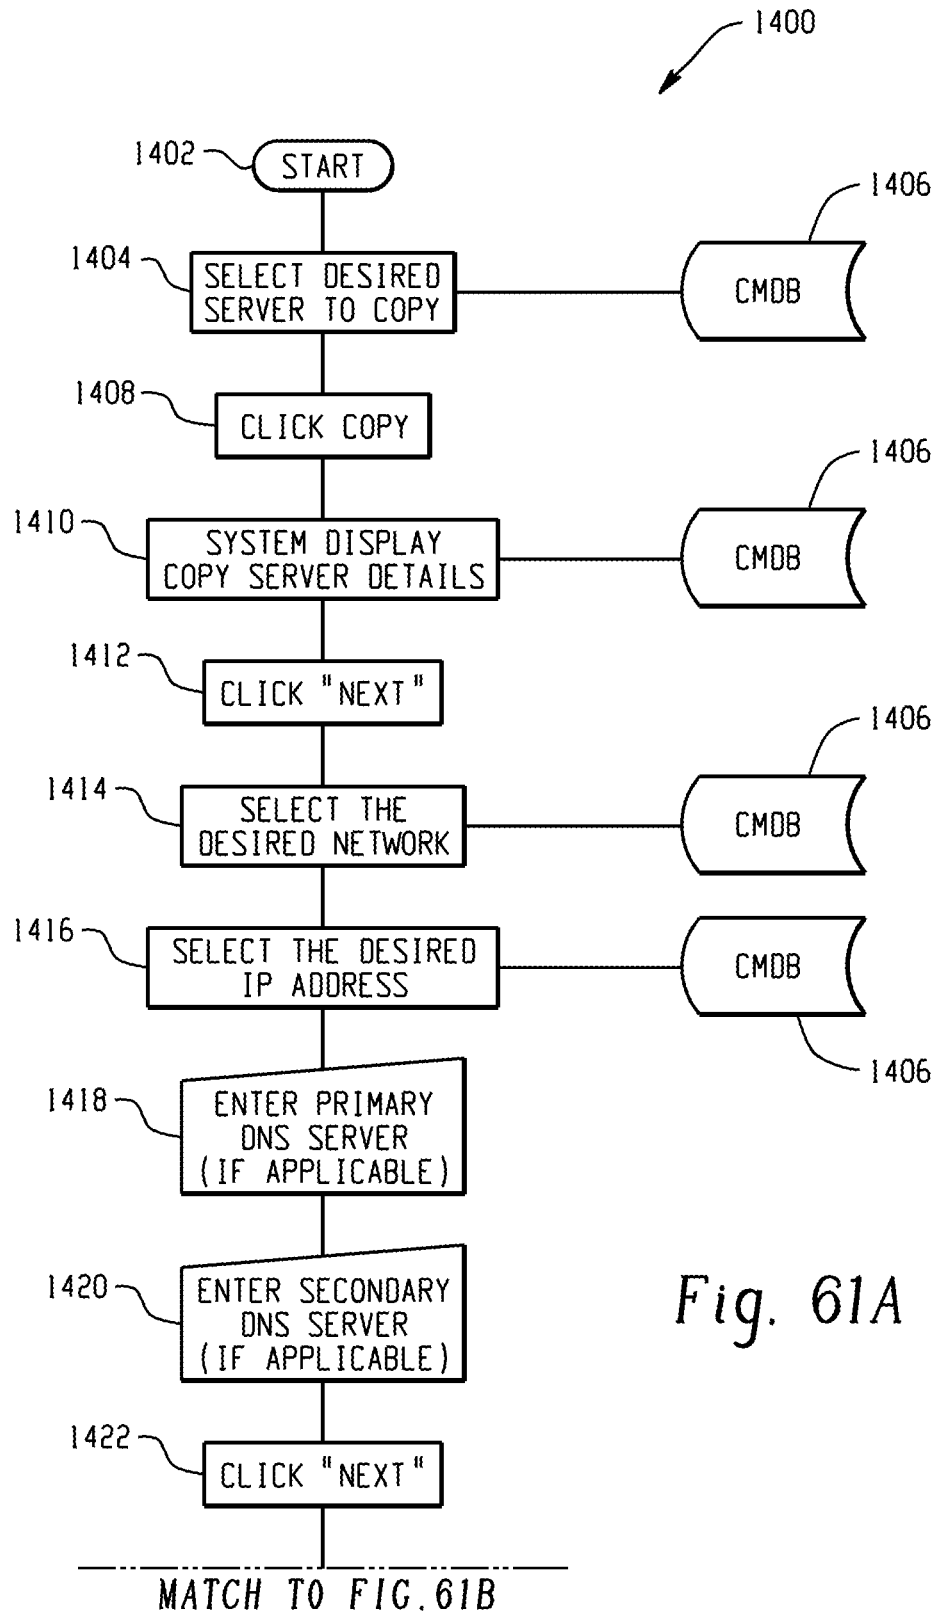 1400
1402
START
1406
1404
SELECT DESIRED
SERVER TO COPY
CMDB
1408
CLICK COPY
1406
1410
SYSTEM DISPLAY
COPY SERVER DETAILS
CMDB
1412
CLICK "NEXT"
1406
1414
SELECT THE
DESIRED NETWORK
CMDB
1416
SELECT THE DESIRED
IP ADDRESS
CMDB
1406
1418
ENTER PRIMARY
DNS SERVER
(IF APPLICABLE)
1420
ENTER SECONDARY
DNS SERVER
(IF APPLICABLE)
Fig. 61A
1422
CLICK "NEXT"
MATCH TO FIG.61B